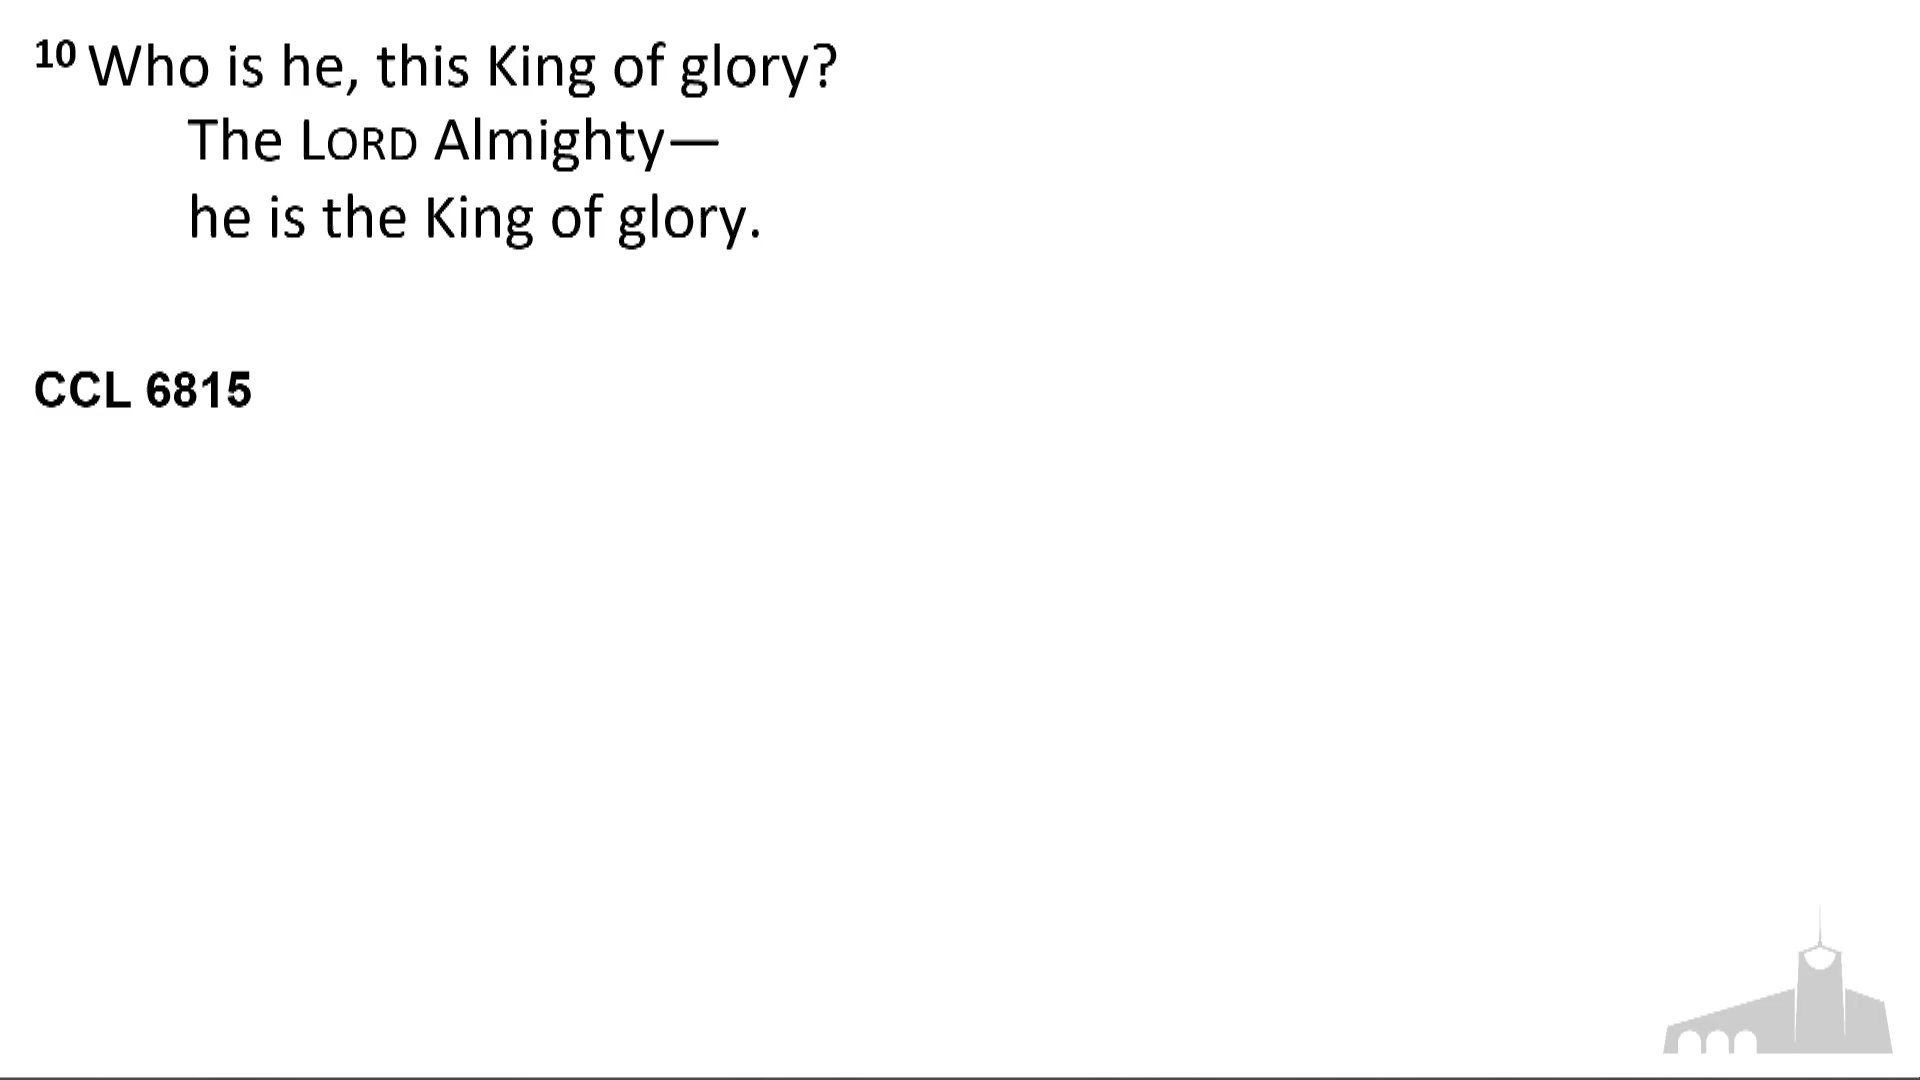 10 Who is he, this King of glory?
The LORD Almighty—
he is the King of glory.
CCL 6815